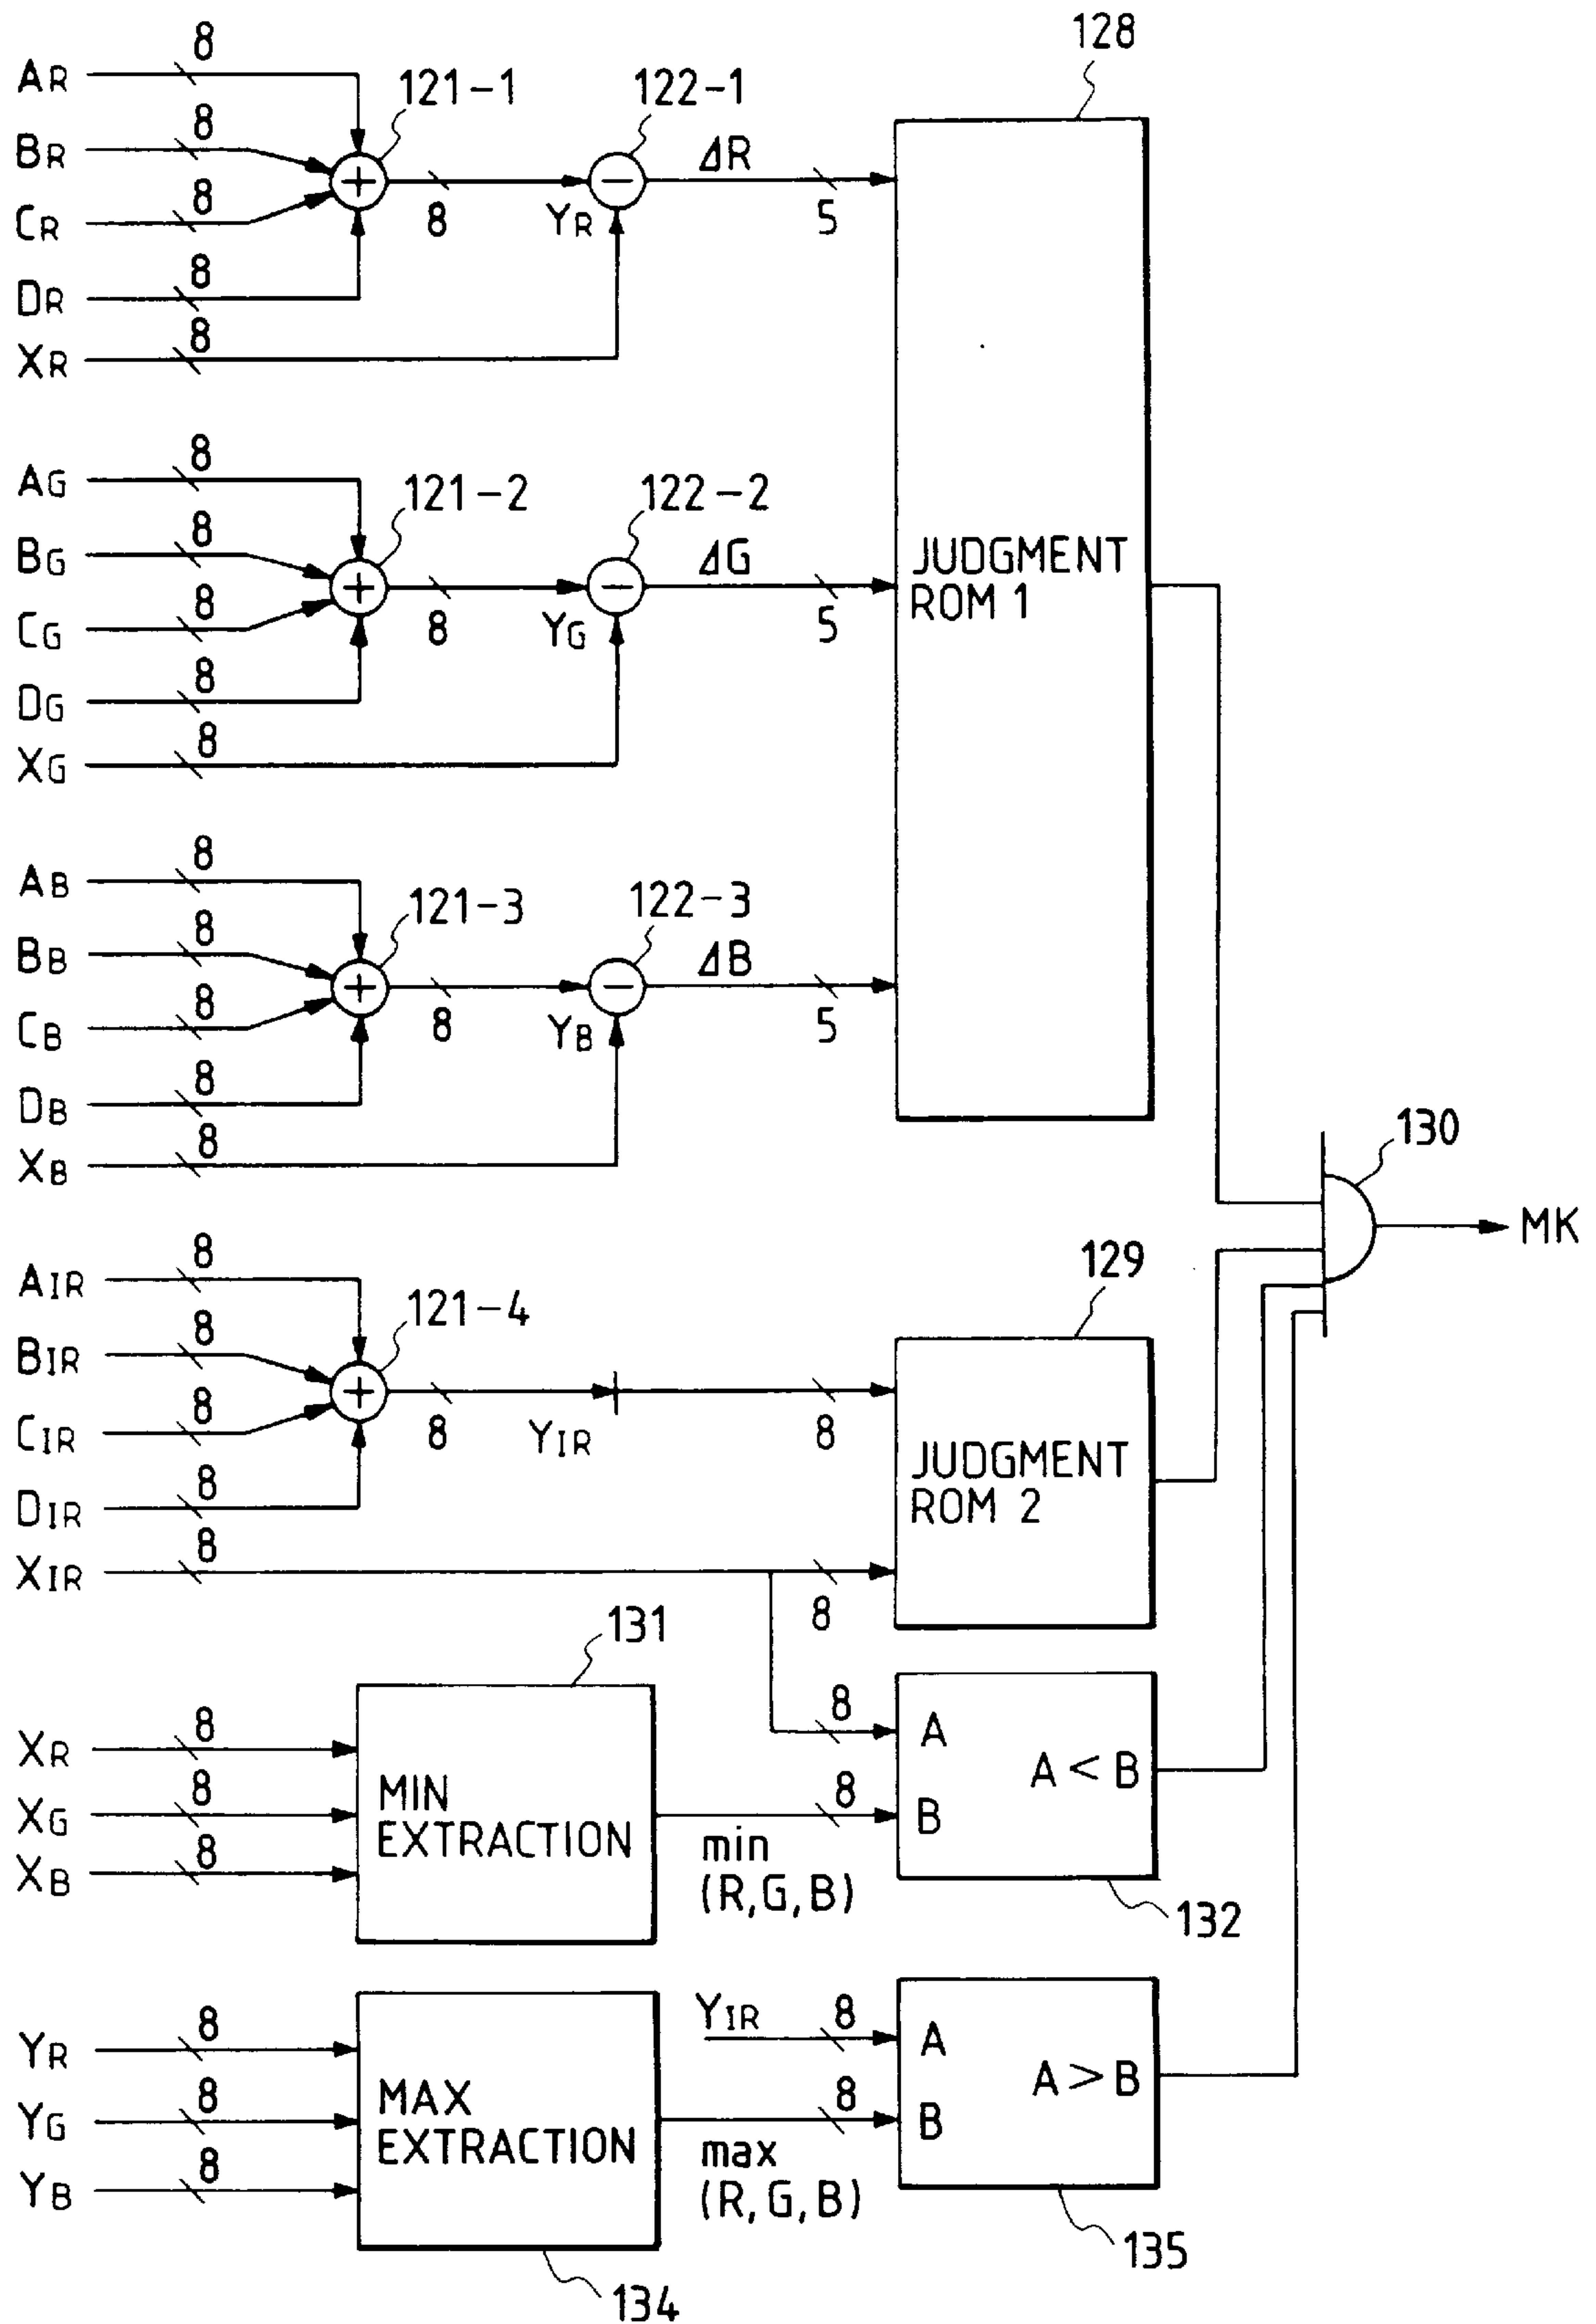 128
8
AR
121-1
122-1
8
BR
ΔR
+
−
8
CR
8
YR
5
8
DR
8
XR
8
AG
121-2
122-2
8
BG
ΔG
JUDGMENT
ROM 1
+
−
8
CG
8
YG
5
8
DG
8
XG
8
AB
121-3
122-3
8
BB
ΔB
+
−
8
CB
8
YB
5
8
DB
8
XB
130
MK
8
AIR
129
121-4
8
BIR
+
8
CIR
8
YIR
8
JUDGMENT
ROM 2
8
DIR
8
XIR
8
131
8
XR
8
A
8
XG
MIN
EXTRACTION
8
B
A < B
8
XB
min
(R,G,B)
132
8
YR
YIR
8
A
8
YG
MAX
EXTRACTION
8
B
A > B
8
YB
max
(R,G,B)
135
134